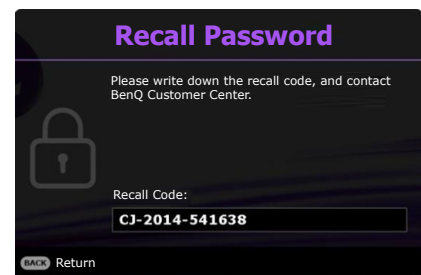 Recall Password
Please write down the recall code, and contact
BenQ Customer Center.
Recall Code:
CJ-2014-541638
BACK Return